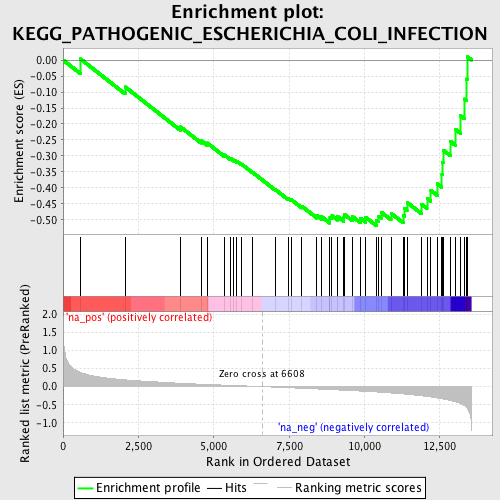 Enrichment plot:
KEGG_PATHOGENIC_ESCHERICHIA_COLI_INFECTION
Enrichment score (ES)
0.00
-0.05
-0.10
-0.15
-0.20
-0.25
-0.30
-0.35
-0.40
-0.45
-0.50
Ranked list metric (PreRanked)
'na_pos' (positively correlated)
2.0
1.5
1.0
0.5
0.0
-0.5
-1.0
Zero cross at 6608
'na_neg' (negatively correlated)
0
2,500
5,000
7,500
10,000
12,500
Rank in Ordered Dataset
Enrichment profile
Hits
Ranking metric scores